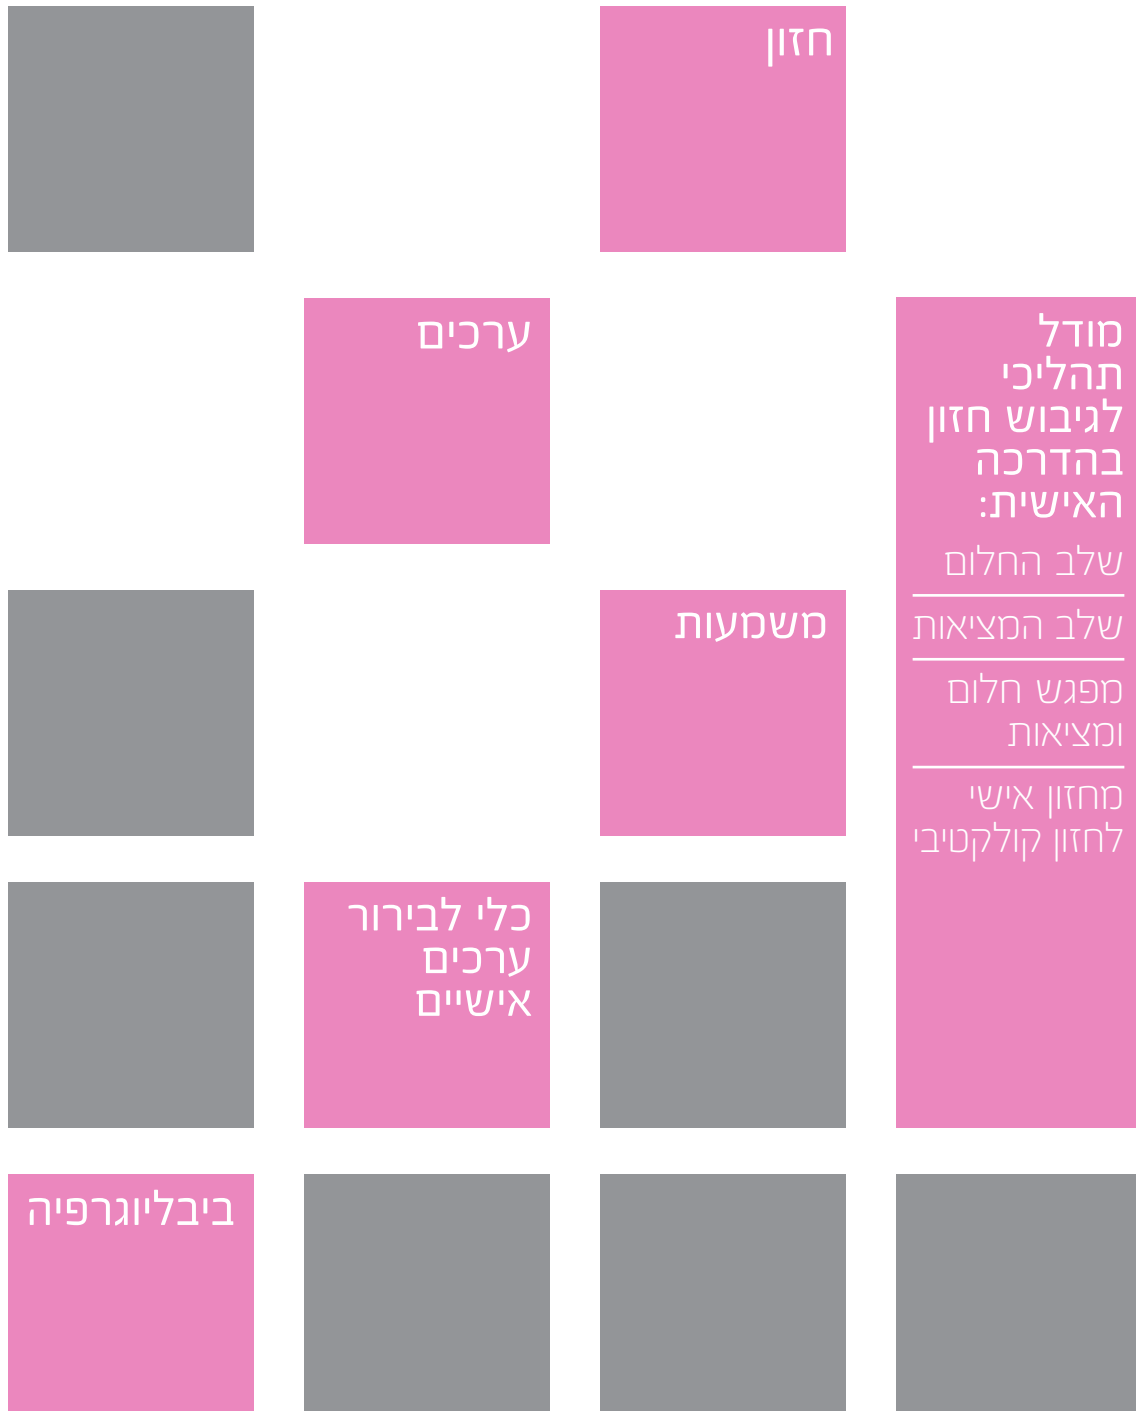 חזון
ערכים
מודל
תהליכי
לגיבוש חזון
בהדרכה
האישית:
שלב החלום
שלב המציאות
מפגש חלום
ומציאות
מחזון אישי
לחזון קולקטיבי
משמעות
כלי לבירור
ערכים
אישיים
ביבליוגרפיה